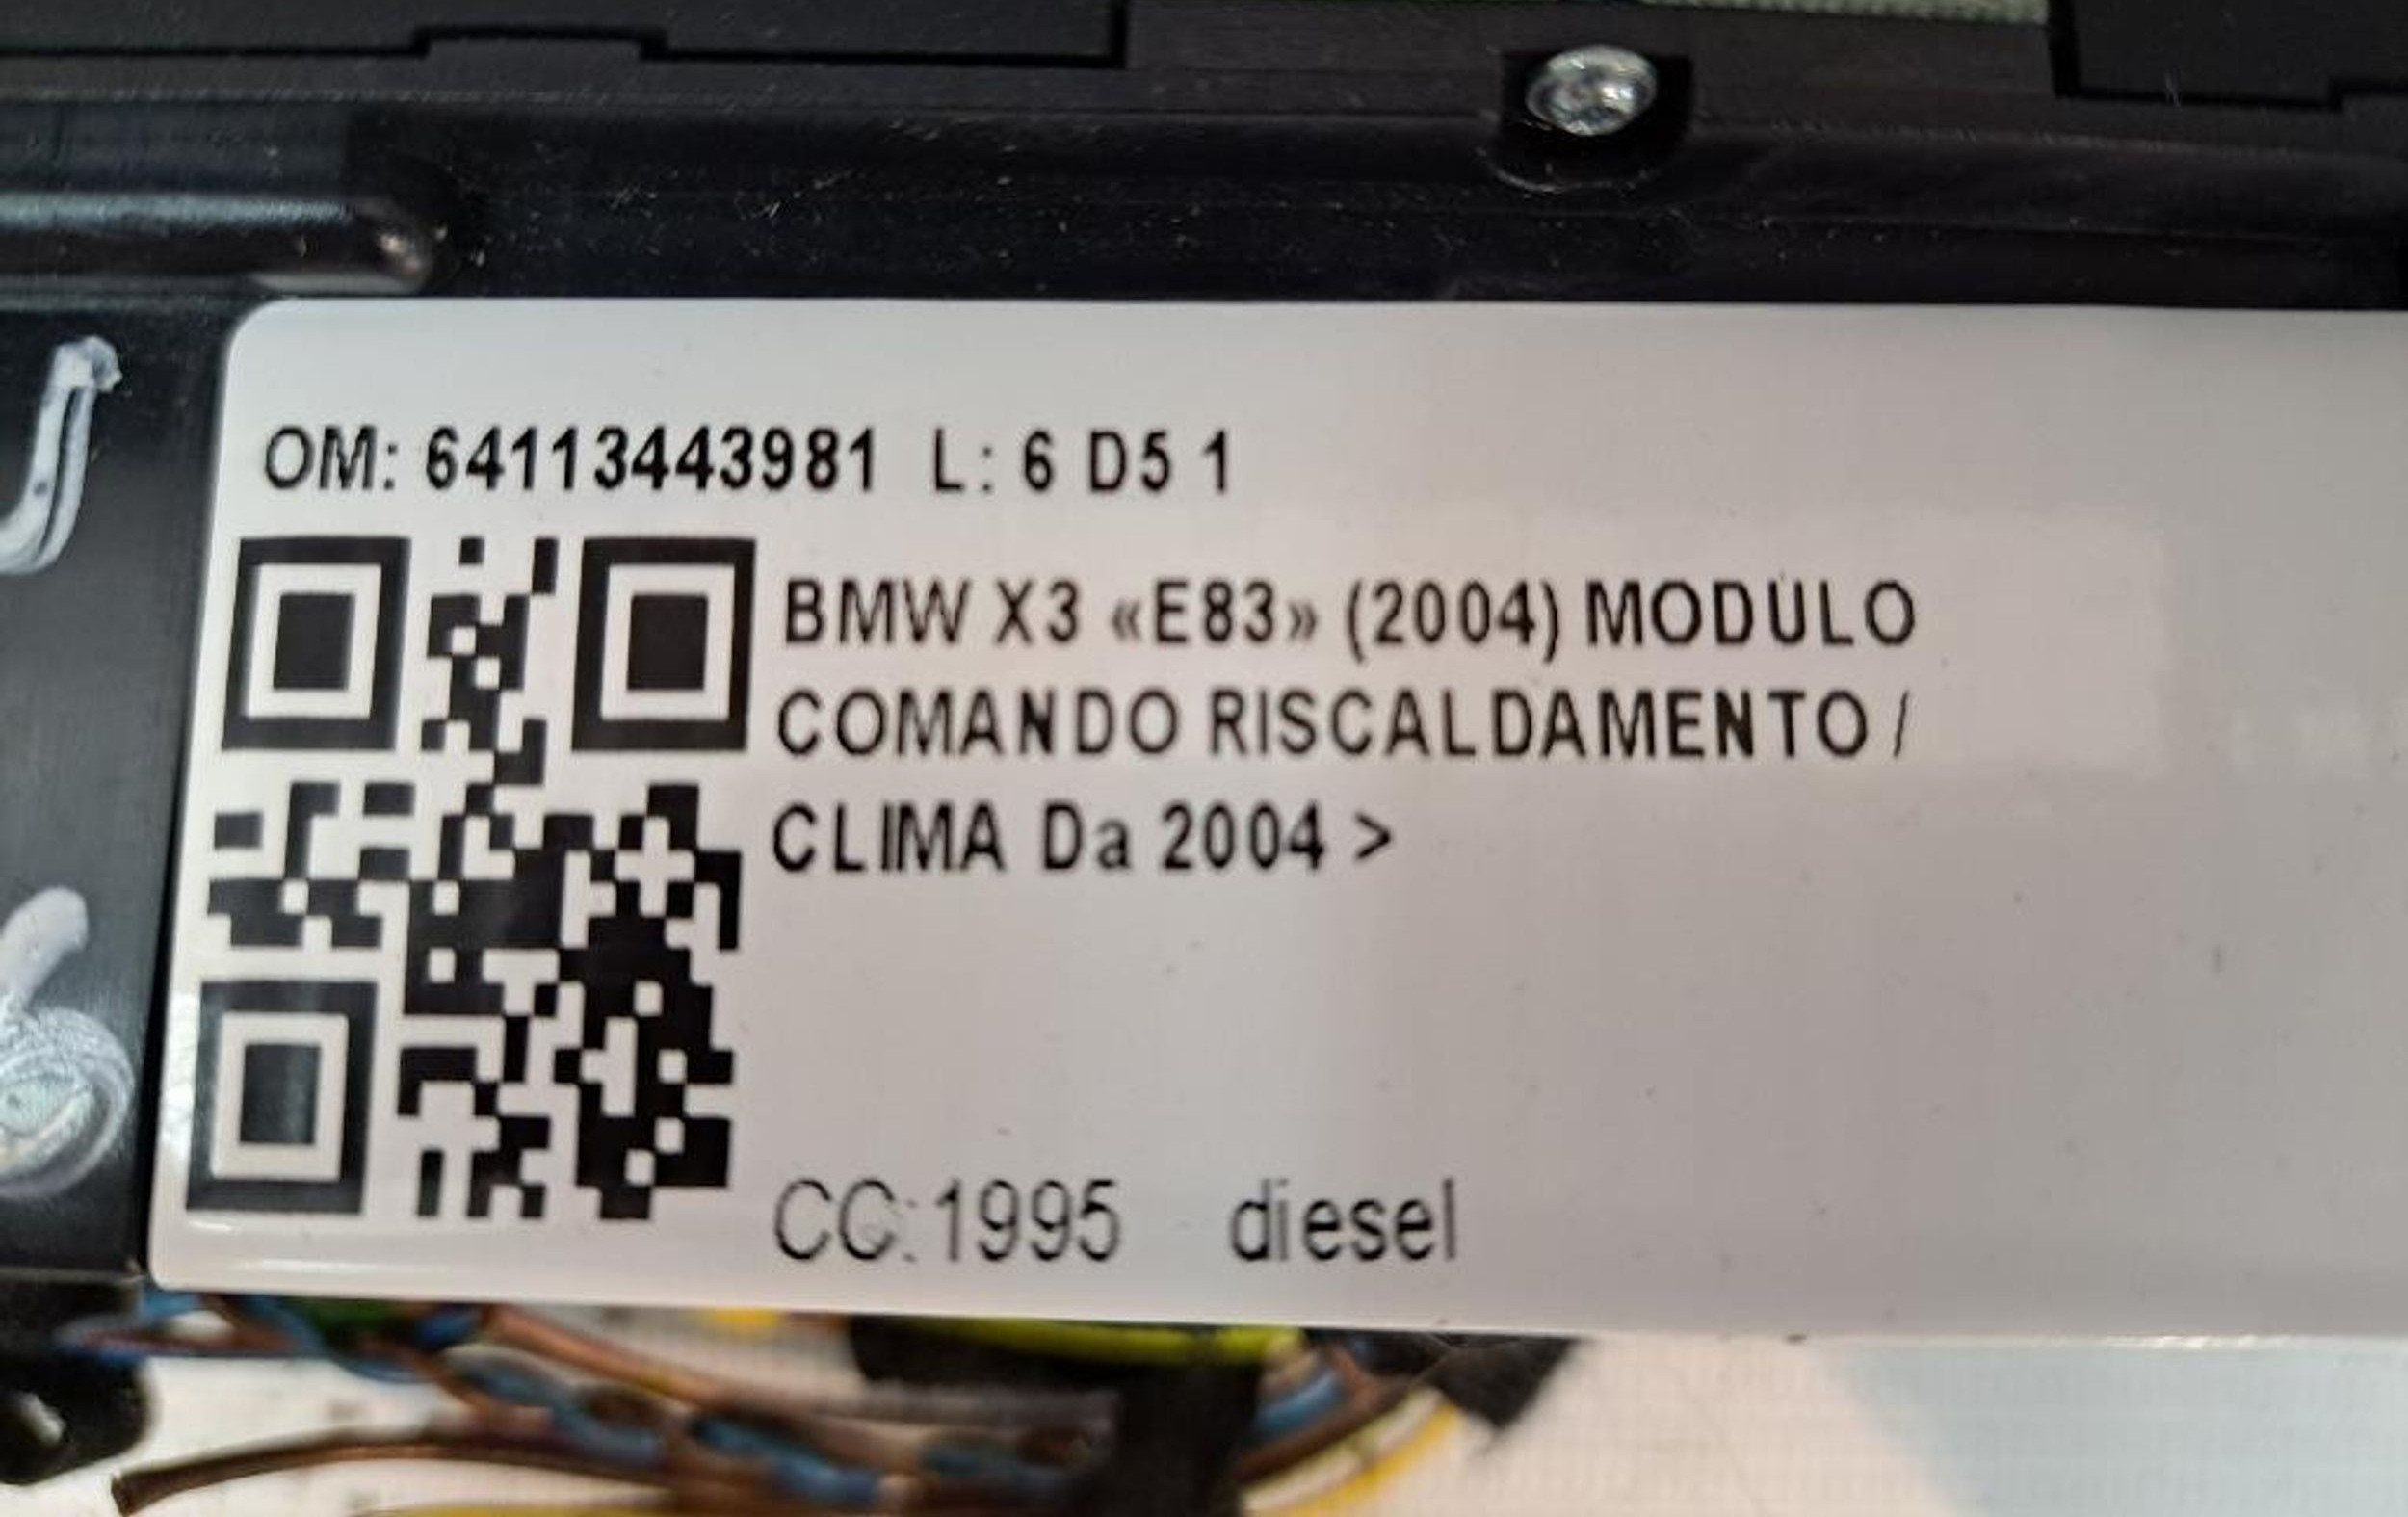 OM: 64113443981 L: 6 D5 1
BMW X3 «E83» (2004) MODULO
COMANDO RISCALDAMENTO /
CLIMA Da 2004 >
CC:1995 diesel